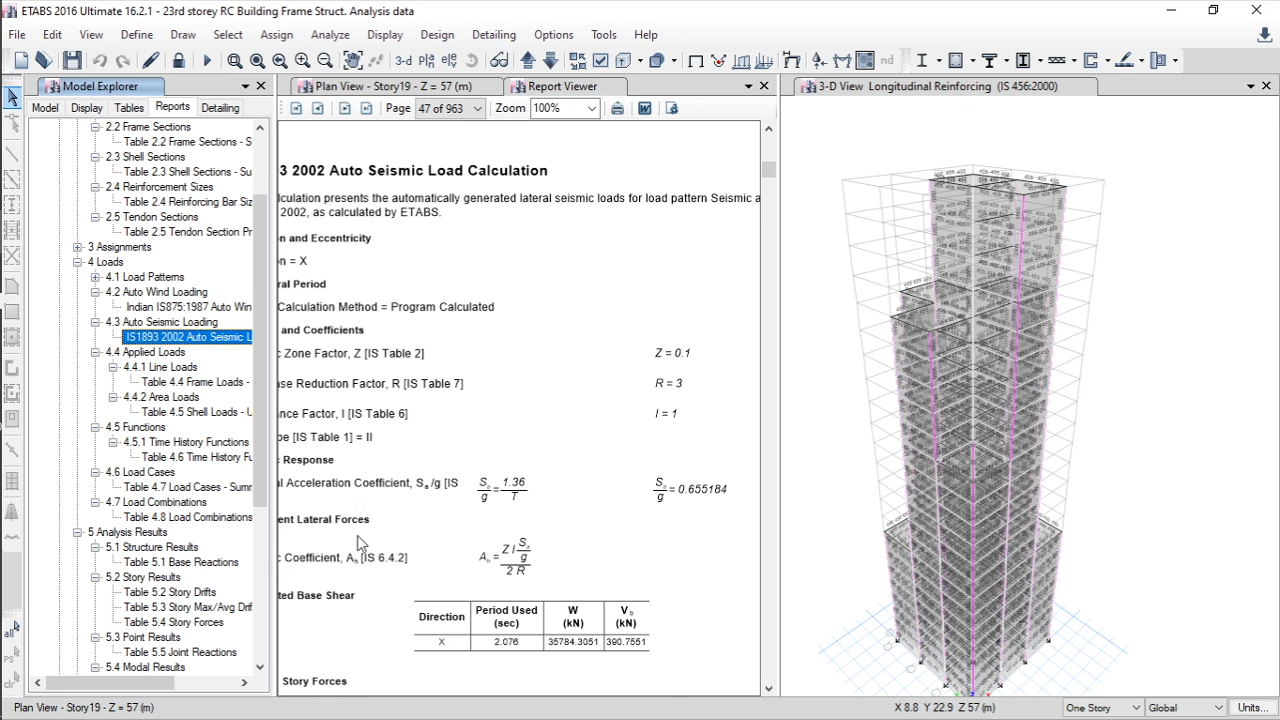 ETABS 2016 Ultimate 16.2.1 - 23rd storey RC Building Frame Struct. Analysis data
File Edit View Define Draw Select Assign Analyze Display Design Detailing Options Tools Help
3-d nd
Model Explorer
Plan View - Story19 - Z = 57 (m)
Report Viewer
3-D View Longitudinal Reinforcing (IS 456:2000)
Model Display Tables Reports Detailing
Page 47 of 963 Zoom 100%
2.2 Frame Sections
Table 2.2 Frame Sections - S
2.3 Shell Sections
Table 2.3 Shell Sections - Su
2.4 Reinforcement Sizes
Table 2.4 Reinforcing Bar Siz
2.5 Tendon Sections
Table 2.5 Tendon Section Pr
3 Assignments
4 Loads
4.1 Load Patterns
4.2 Auto Wind Loading
Indian IS875:1987 Auto Win
4.3 Auto Seismic Loading
IS1893 2002 Auto Seismic L
4.4 Applied Loads
4.4.1 Line Loads
Table 4.4 Frame Loads -
4.4.2 Area Loads
Table 4.5 Shell Loads - U
4.5 Functions
4.5.1 Time History Functions
Table 4.6 Time History Fu
4.6 Load Cases
Table 4.7 Load Cases - Summ
4.7 Load Combinations
Table 4.8 Load Combinations
5 Analysis Results
5.1 Structure Results
Table 5.1 Base Reactions
5.2 Story Results
Table 5.2 Story Drifts
Table 5.3 Story Max/Avg Drif
Table 5.4 Story Forces
5.3 Point Results
Table 5.5 Joint Reactions
5.4 Modal Results
3 2002 Auto Seismic Load Calculation
lculation presents the automatically generated lateral seismic loads for load pattern Seismic a
2002, as calculated by ETABS.
on and Eccentricity
on = X
ral Period
Calculation Method = Program Calculated
and Coefficients
c Zone Factor, Z [IS Table 2] Z = 0.1
nse Reduction Factor, R [IS Table 7] R = 3
ance Factor, I [IS Table 6] I = 1
pe [IS Table 1] = II
c Response
al Acceleration Coefficient, Sa /g [IS Sa/g = 1.36/T Sa/g = 0.655184
ent Lateral Forces
c Coefficient, Ah [IS 6.4.2] Ah = Z I Sa/g / 2 R
ted Base Shear
Direction Period Used (sec) W (kN) Vb (kN)
X 2.076 35784.3051 390.7551
Story Forces
Plan View - Story19 - Z = 57 (m)
X 8.8 Y 22.9 Z 57 (m)
One Story Global Units...